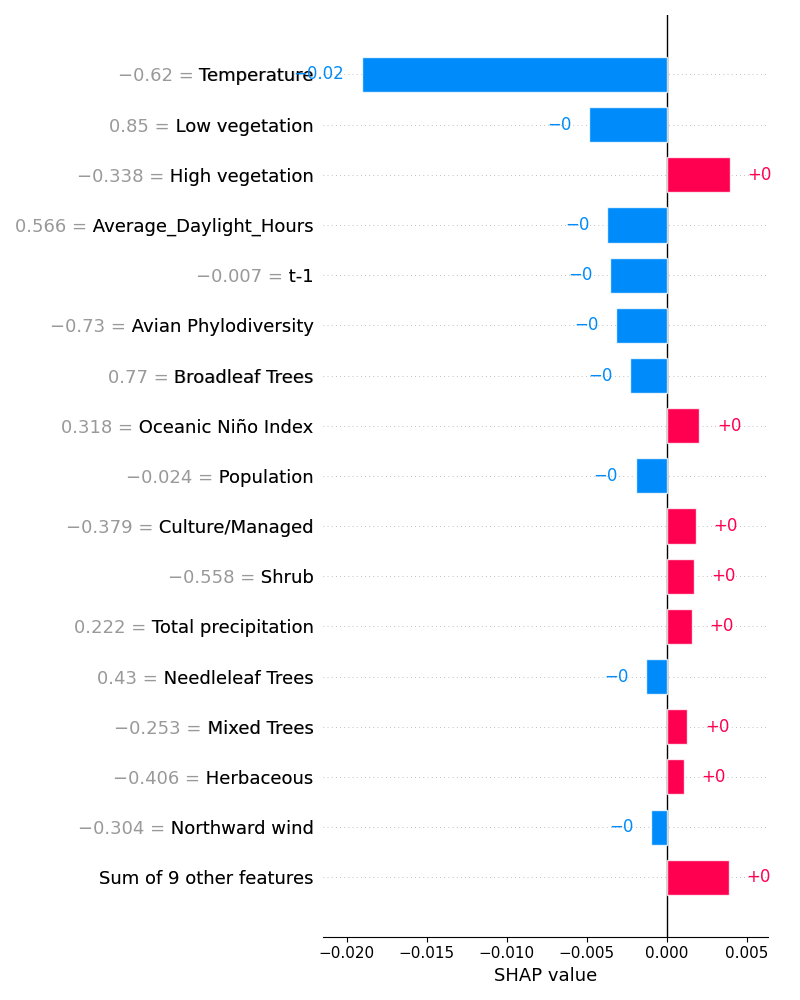 −0.62 = Temperature −0.02
0.85 = Low vegetation −0
−0.338 = High vegetation +0
0.566 = Average_Daylight_Hours −0
−0.007 = t-1 −0
−0.73 = Avian Phylodiversity −0
0.77 = Broadleaf Trees −0
0.318 = Oceanic Niño Index +0
−0.024 = Population −0
−0.379 = Culture/Managed +0
−0.558 = Shrub +0
0.222 = Total precipitation +0
0.43 = Needleleaf Trees −0
−0.253 = Mixed Trees +0
−0.406 = Herbaceous +0
−0.304 = Northward wind −0
Sum of 9 other features +0
−0.020 −0.015 −0.010 −0.005 0.000 0.005
SHAP value